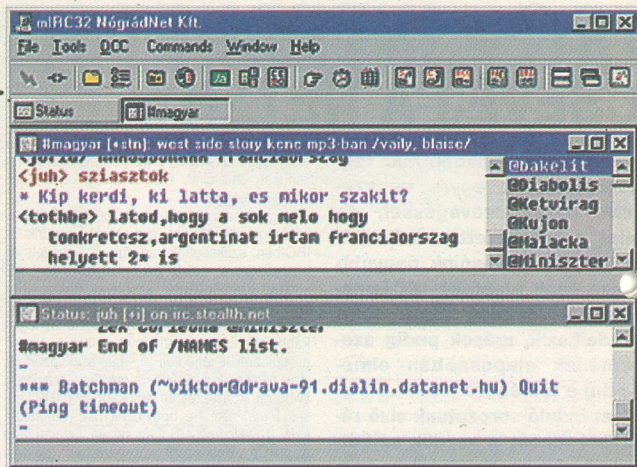 mIRC32 NógrádNet Kft.
File Tools DCC Commands Window Help
Status #magyar
#magyar [+stn]: west side story kene mp3-ban /vaily, blaise/
franciaorszag
<juh> sziasztok
* Kip kerdi, ki latta, es mikor szakit?
<tothbe> latod,hogy a sok melo hogy
tonkretesz,argentinat irtam franciaorszag
helyett 2* is
@bakelit
@Diabolis
@Ketvirag
@Kujon
@Malacka
@Miniszter
Status: juh [+i] on irc.stealth.net
@Miniszter
#magyar End of /NAMES list.
-
*** Batchman (~viktor@drava-91.dialin.datanet.hu) Quit
(Ping timeout)
-